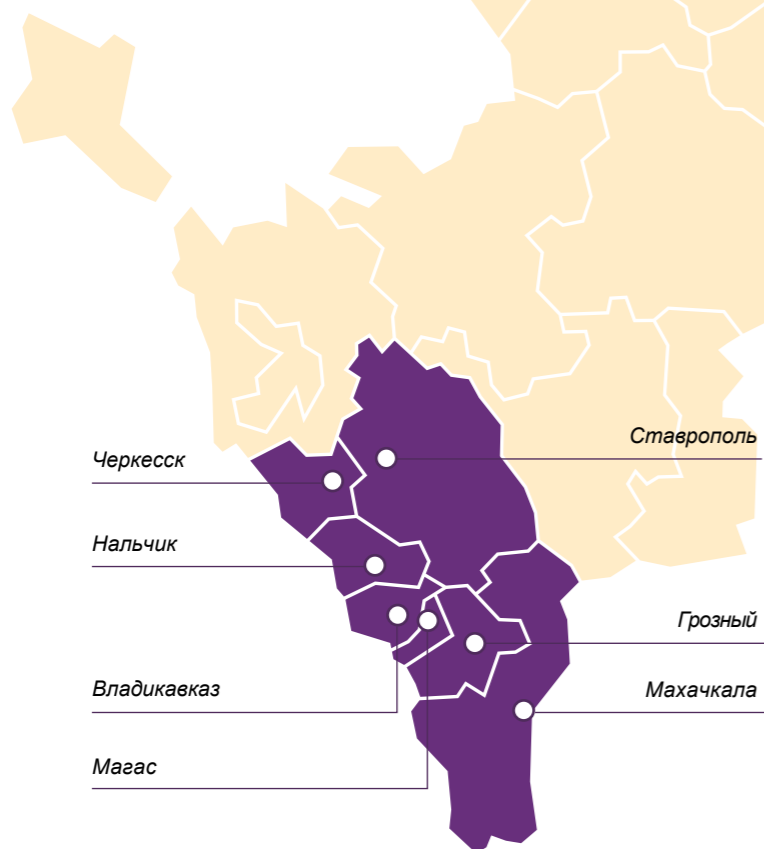 Ставрополь
Черкесск
Нальчик
Грозный
Владикавказ
Махачкала
Магас